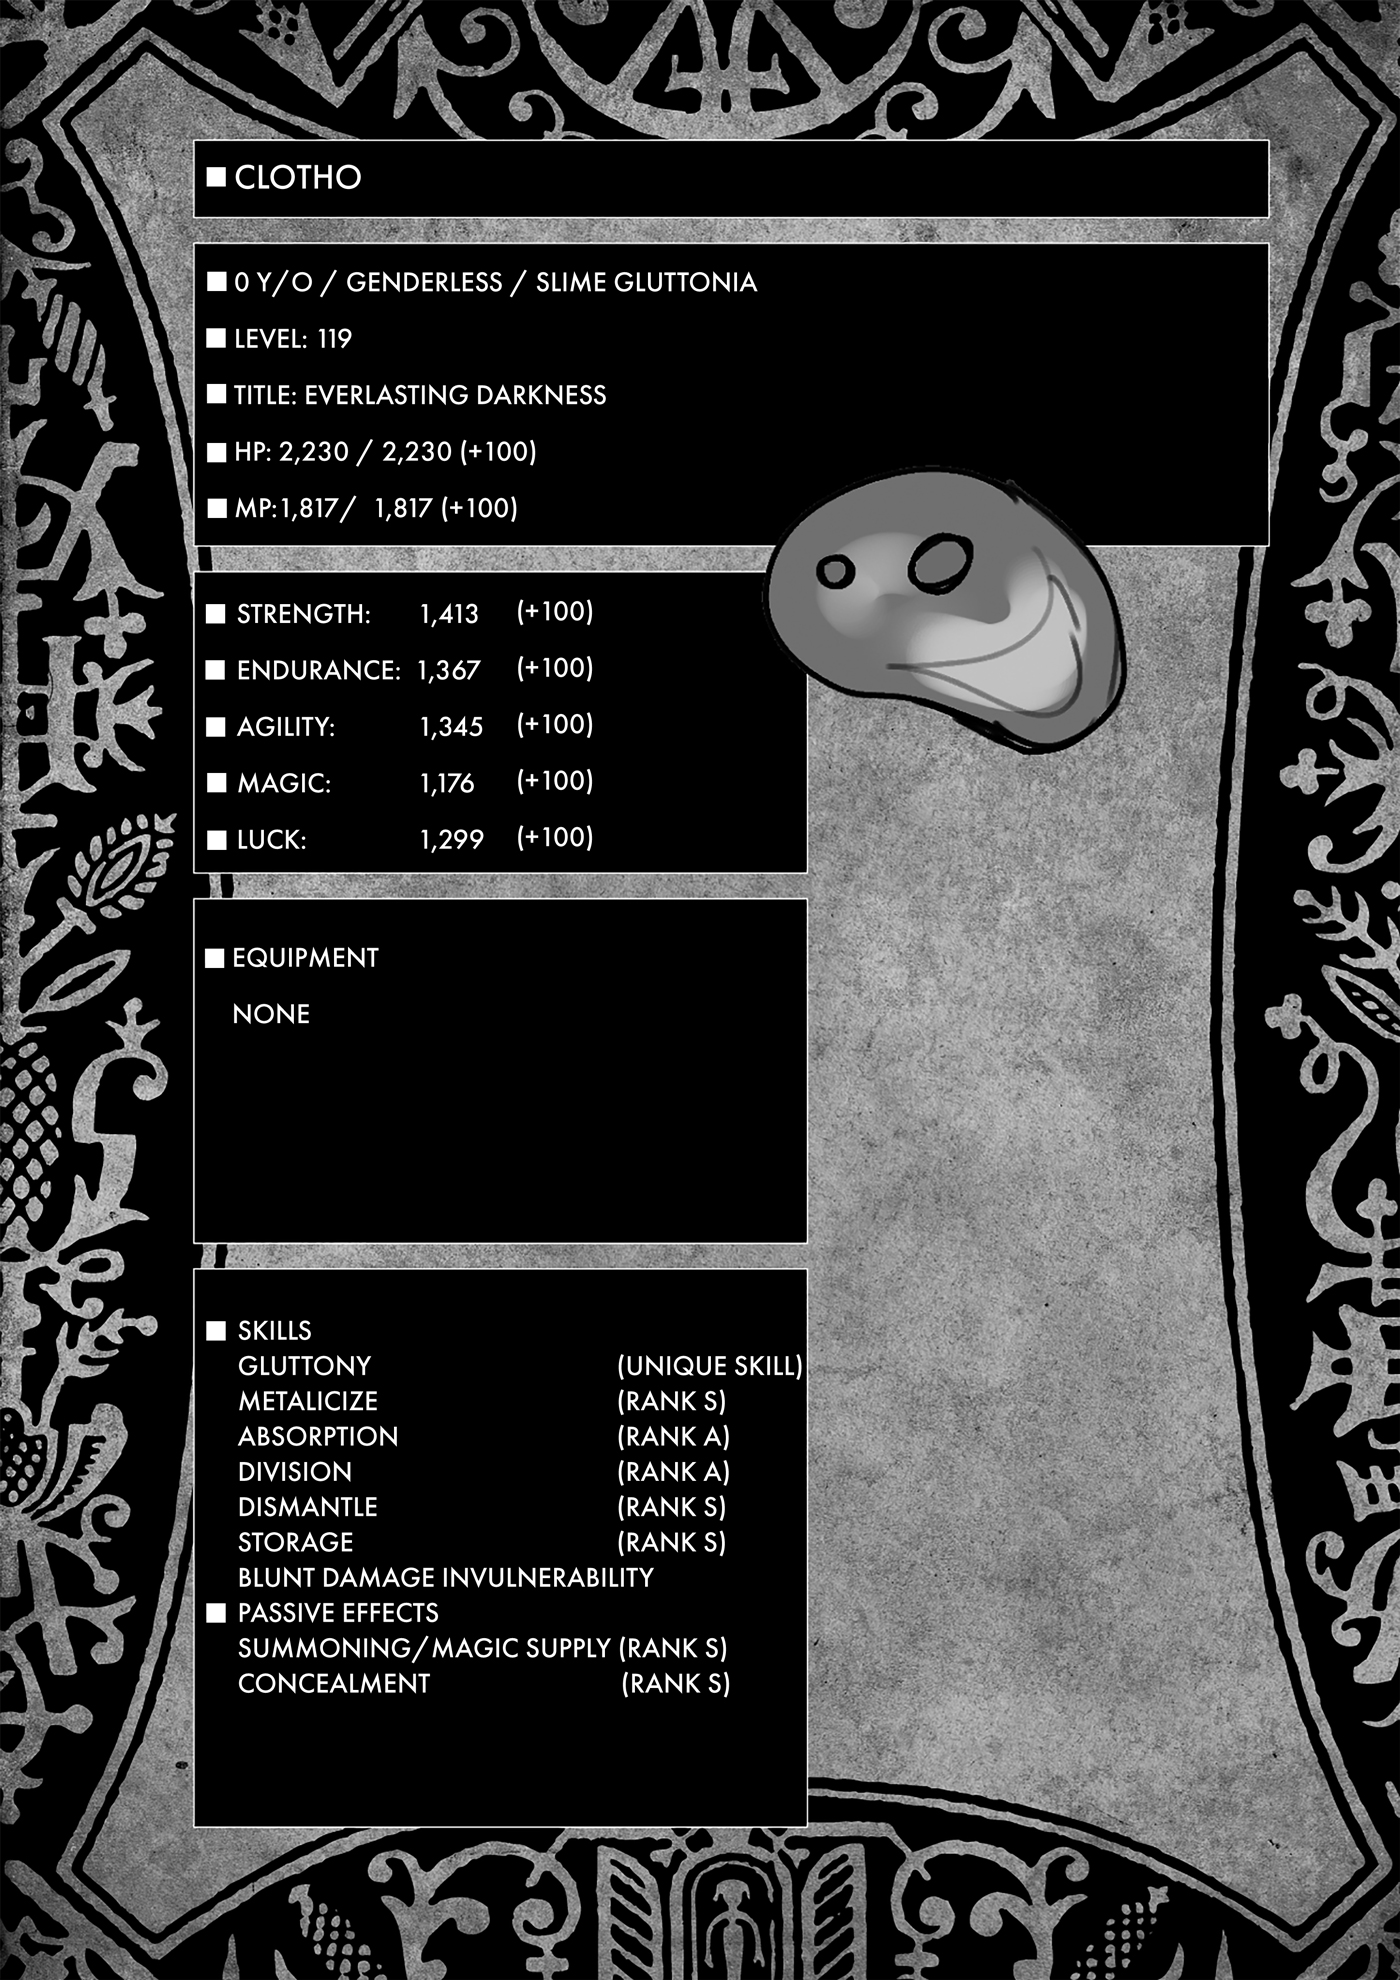 CLOTHO
0 Y/O / GENDERLESS / SLIME GLUTTONIA
LEVEL: 119
TITLE: EVERLASTING DARKNESS
HP: 2,230 / 2,230 (+100)
MP:1,817/ 1,817 (+100)
STRENGTH: 1,413 (+100)
ENDURANCE: 1,367 (+100)
AGILITY: 1,345 (+100)
MAGIC: 1,176 (+100)
LUCK: 1,299 (+100)
EQUIPMENT
NONE
SKILLS
GLUTTONY (UNIQUE SKILL)
METALICIZE (RANK S)
ABSORPTION (RANK A)
DIVISION (RANK A)
DISMANTLE (RANK S)
STORAGE (RANK S)
BLUNT DAMAGE INVULNERABILITY
PASSIVE EFFECTS
SUMMONING/MAGIC SUPPLY (RANK S)
CONCEALMENT (RANK S)